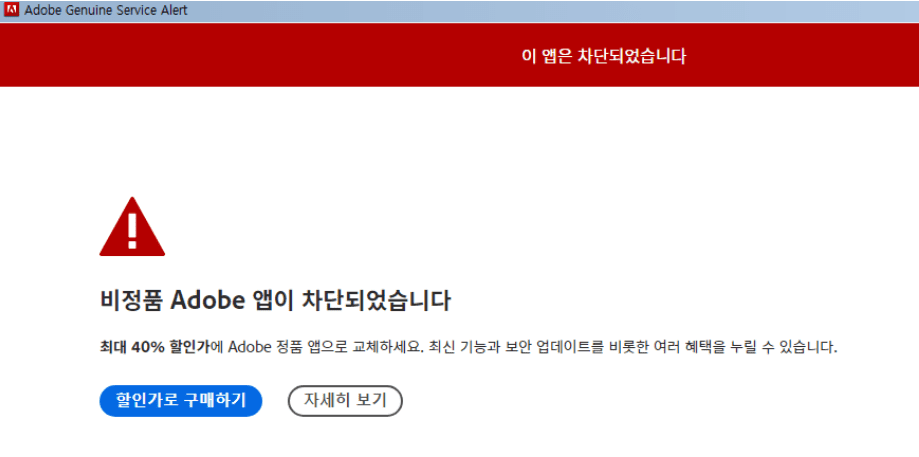 Adobe Genuine Service Alert
이 앱은 차단되었습니다
비정품 Adobe 앱이 차단되었습니다
최대 40% 할인가에 Adobe 정품 앱으로 교체하세요. 최신 기능과 보안 업데이트를 비롯한 여러 혜택을 누릴 수 있습니다.
할인가로 구매하기
자세히 보기